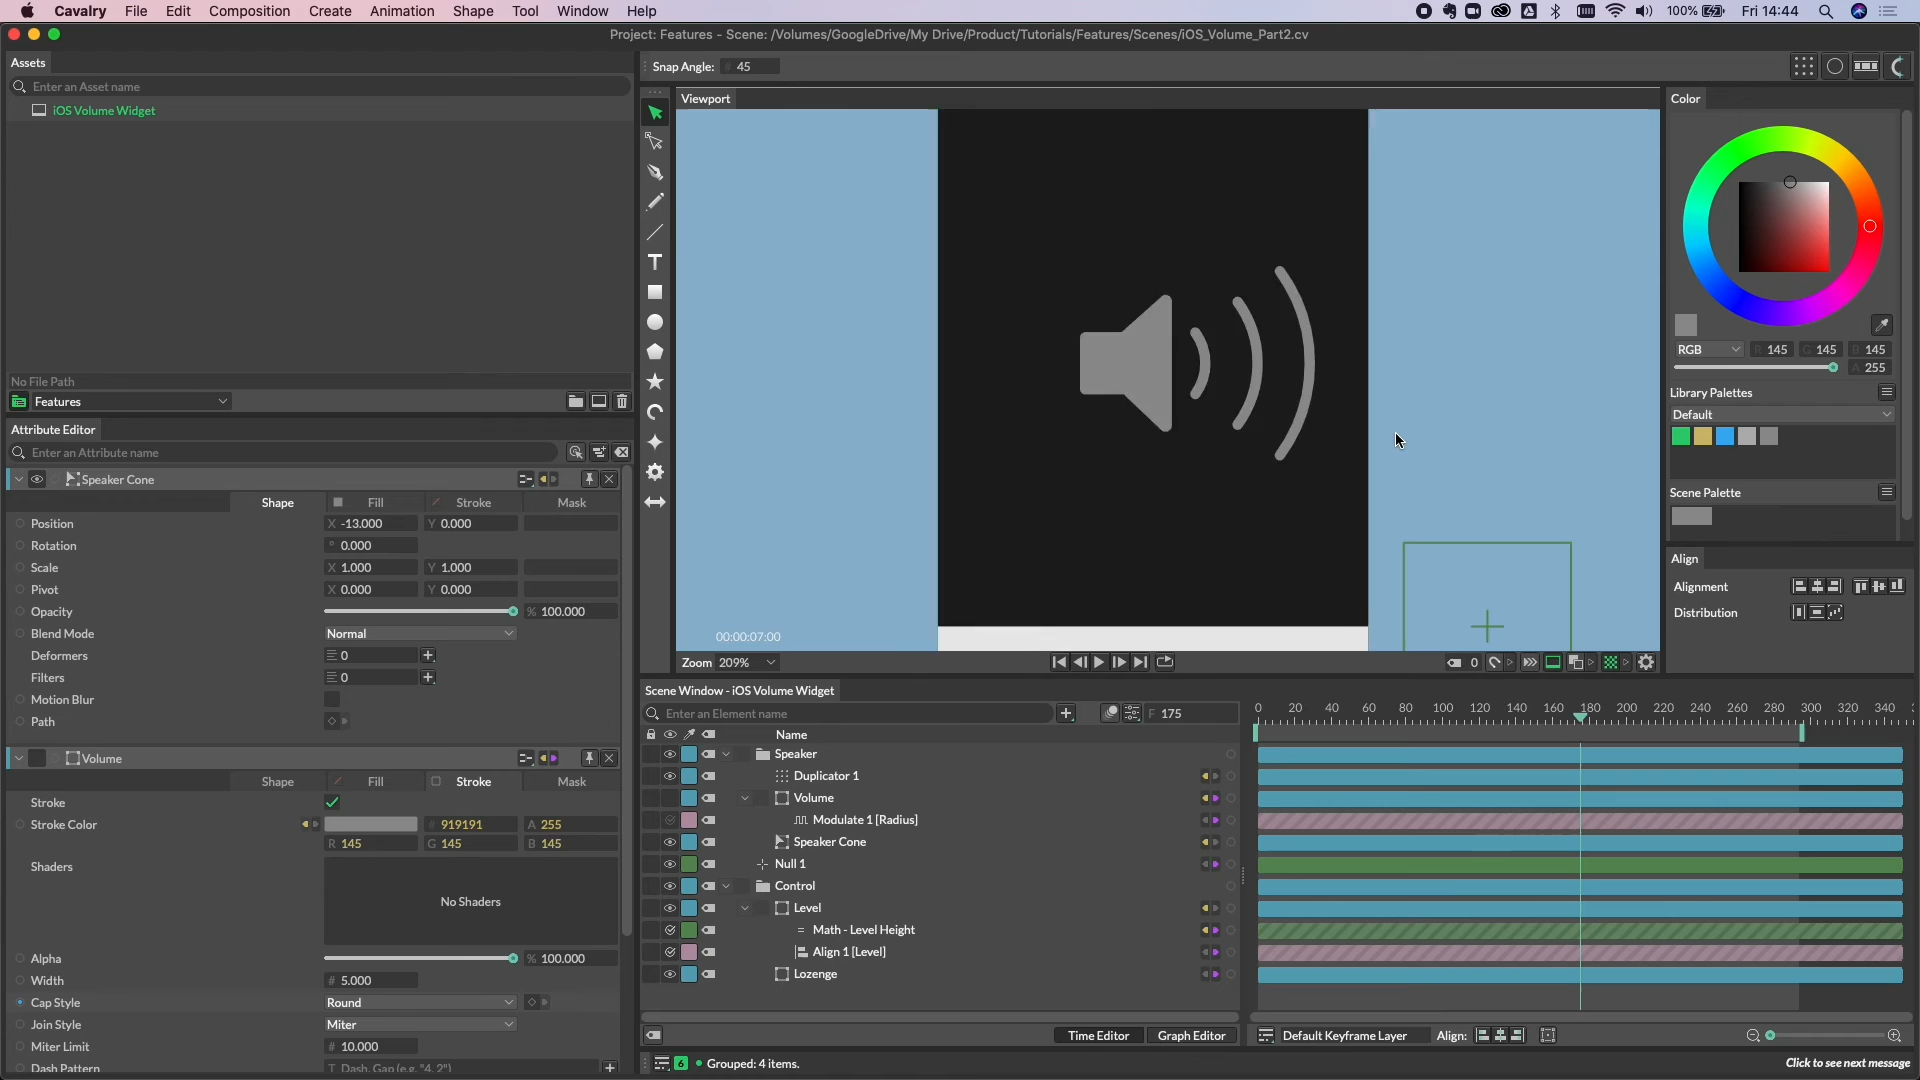 Cavalry File Edit Composition Create Animation Shape Tool Window Help 100% Fri 14:44
Project: Features - Scene: /Volumes/GoogleDrive/My Drive/Product/Tutorials/Features/Scenes/iOS_Volume_Part2.cv
Assets
Enter an Asset name
iOS Volume Widget
No File Path
Features
Snap Angle: # 45
Viewport
00:00:07:00
Zoom 209%
0
Color
RGB R 145 G 145 B 145
A 255
Library Palettes
Default
Scene Palette
Align
Alignment
Distribution
Attribute Editor
Enter an Attribute name
Speaker Cone
Shape Fill Stroke Mask
Position X -13.000 Y 0.000
Rotation ° 0.000
Scale X 1.000 Y 1.000
Pivot X 0.000 Y 0.000
Opacity % 100.000
Blend Mode Normal
Deformers 0
Filters 0
Motion Blur
Path
Volume
Shape Fill Stroke Mask
Stroke
Stroke Color # 919191 A 255
R 145 G 145 B 145
Shaders
No Shaders
Alpha % 100.000
Width # 5.000
Cap Style Round
Join Style Miter
Miter Limit # 10.000
Dash Pattern T Dash, Gap (e.g. "4, 2")
Scene Window - iOS Volume Widget
Enter an Element name F 175
0 20 40 60 80 100 120 140 160 180 200 220 240 260 280 300 320 340
Name
Speaker
Duplicator 1
Volume
Modulate 1 [Radius]
Speaker Cone
Null 1
Control
Level
= Math - Level Height
Align 1 [Level]
Lozenge
Time Editor Graph Editor Default Keyframe Layer Align:
6 Grouped: 4 items.
Click to see next message